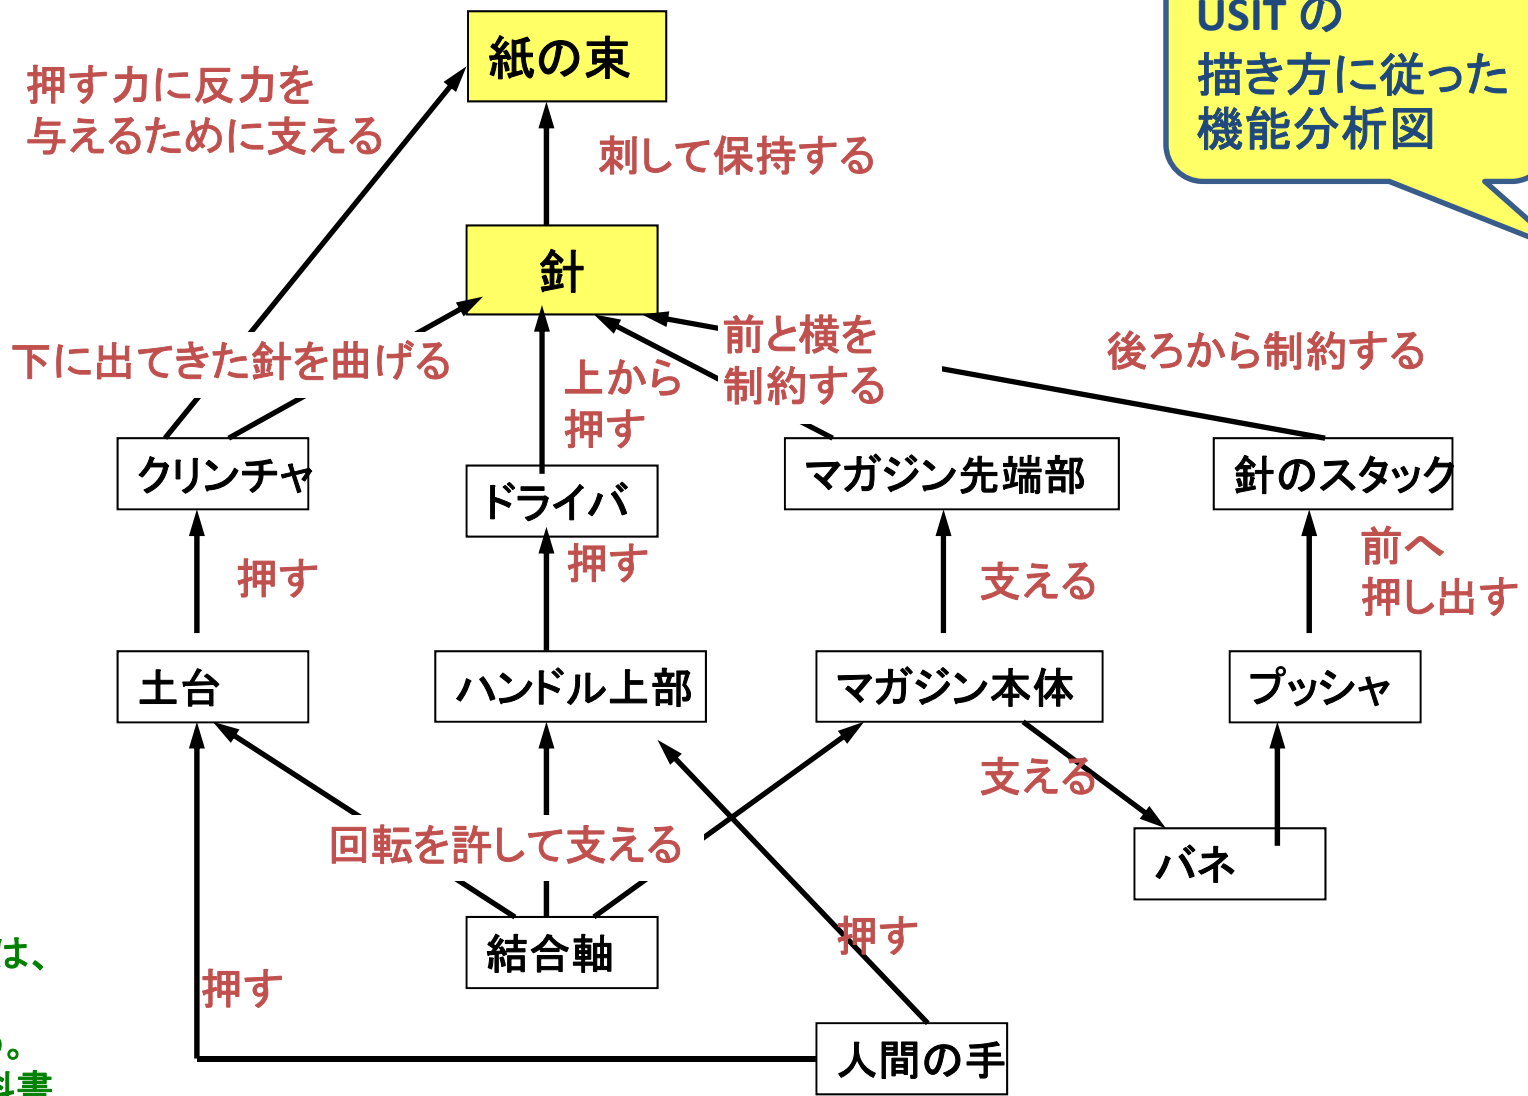 USIT の
描き方に従った
機能分析図
紙の束
押す力に反力を
与えるために支える
刺して保持する
針
前と横を
制約する
後ろから制約する
下に出てきた針を曲げる
上から
押す
クリンチャ
ドライバ
マガジン先端部
針のスタック
押す
押す
支える
前へ
押し出す
土台
ハンドル上部
マガジン本体
プッシャ
支える
回転を許して支える
バネ
押す
結合軸
は、
押す
。
科書
人間の手